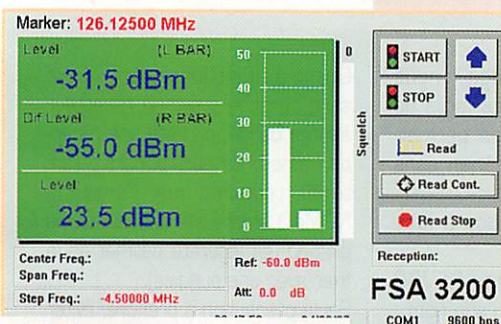 Marker: 126.12500 MHz
Level (L BAR)
-31.5 dBm
Dif Level (R BAR)
-55.0 dBm
Level
23.5 dBm
50
40
30
20
10
0
0
Squelch
START
STOP
Read
Read Cont.
Read Stop
Reception:
FSA 3200
COM1 9600 bps
Center Freq.:
Span Freq.:
Step Freq.: -4.50000 MHz
Ref: -60.0 dBm
Att: 0.0 dB